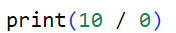 print(10 / 0)